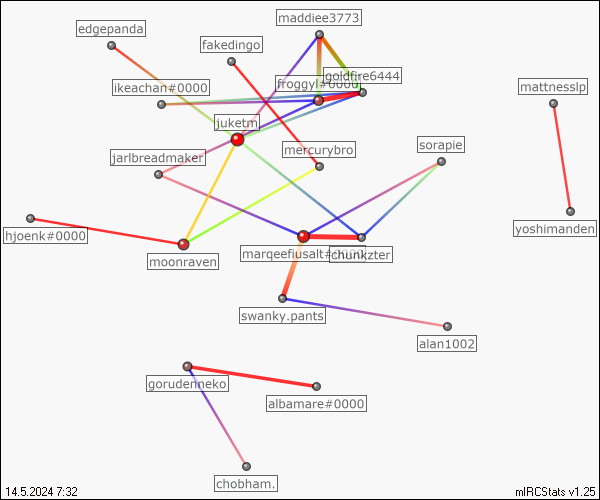 maddiee3773
edgepanda
fakedingo
goldfire6444
froggyl#0000
ikeachan#0000
mattnesslp
juketm
sorapie
mercurybro
jarlbreadmaker
yoshimanden
hjoenk#0000
marqeefiusalt#
chunkzter
moonraven
swanky.pants
alan1002
gorudenneko
albamare#0000
chobham.
14.5.2024 7:32
mIRCStats v1.25